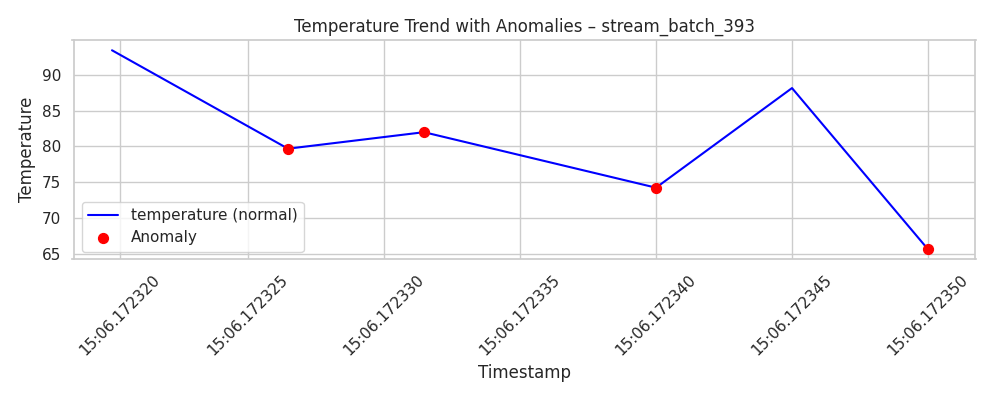 Temperature Trend with Anomalies – stream_batch_393
Temperature
90
85
80
75
70
65
temperature (normal)
Anomaly
15:06.172320
15:06.172325
15:06.172330
15:06.172335
15:06.172340
15:06.172345
15:06.172350
Timestamp